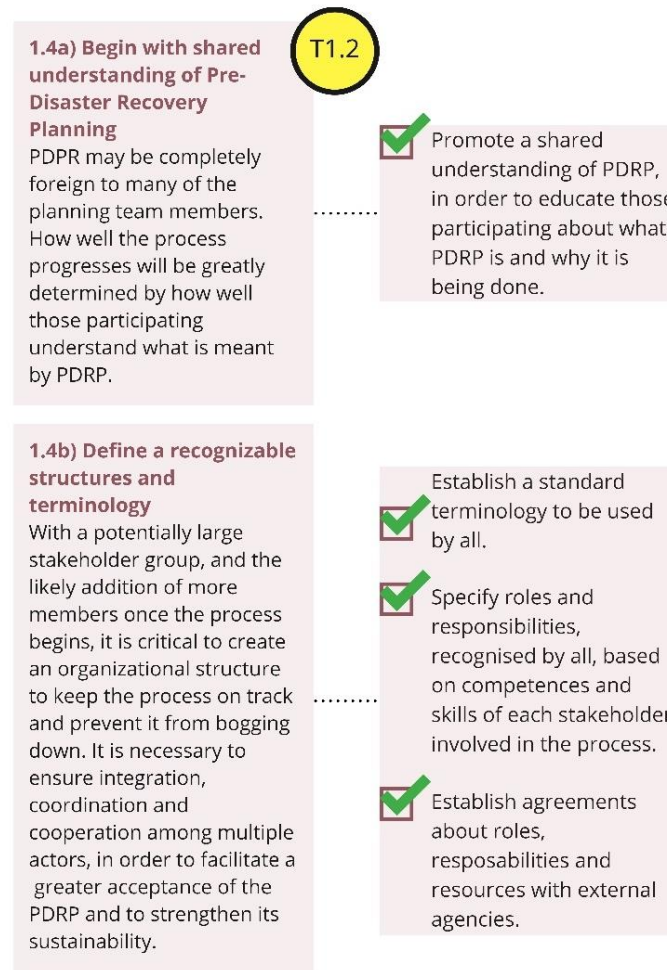 T1.2
1.4a) Begin with shared
understanding of Pre-
Disaster Recovery
Planning
PDPR may be completely
foreign to many of the
planning team members.
How well the process
progresses will be greatly
determined by how well
those participating
understand what is meant
by PDRP.
Promote a shared
understanding of PDRP,
in order to educate those
participating about what
PDRP is and why it is
being done.
1.4b) Define a recognizable
structures and
terminology
With a potentially large
stakeholder group, and the
likely addition of more
members once the process
begins, it is critical to create
an organizational structure
to keep the process on track
and prevent it from bogging
down. It is necessary to
ensure integration,
coordination and
cooperation among multiple
actors, in order to facilitate a
greater acceptance of the
PDRP and to strengthen its
sustainability.
Establish a standard
terminology to be used
by all.
Specify roles and
responsibilities,
recognised by all, based
on competences and
skills of each stakeholder
involved in the process.
Establish agreements
about roles,
resposabilities and
resources with external
agencies.